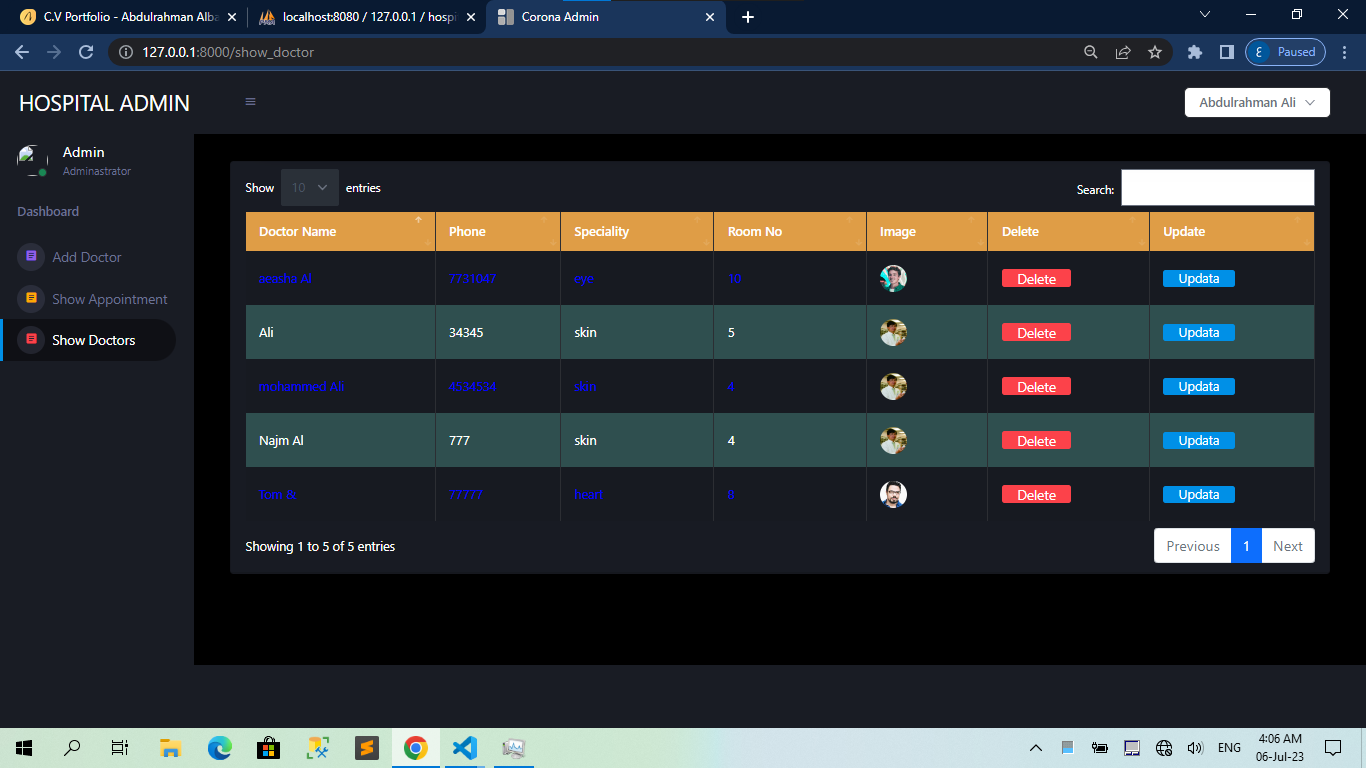 C.V Portfolio - Abdulrahman Alba
localhost:8080 / 127.0.0.1 / hospi
Corona Admin
127.0.0.1:8000/show_doctor
Paused
HOSPITAL ADMIN
Abdulrahman Ali
Admin
Adminastrator
Dashboard
Add Doctor
Show Appointment
Show Doctors
Show 10 entries
Search:
Doctor Name Phone Speciality Room No Image Delete Update
aeasha Al 7731047 eye 10 Delete Updata
Ali 34345 skin 5 Delete Updata
mohammed Ali 4534534 skin 4 Delete Updata
Najm Al 777 skin 4 Delete Updata
Tom 77777 heart 8 Delete Updata
Showing 1 to 5 of 5 entries
Previous 1 Next
ENG
4:06 AM
06-Jul-23